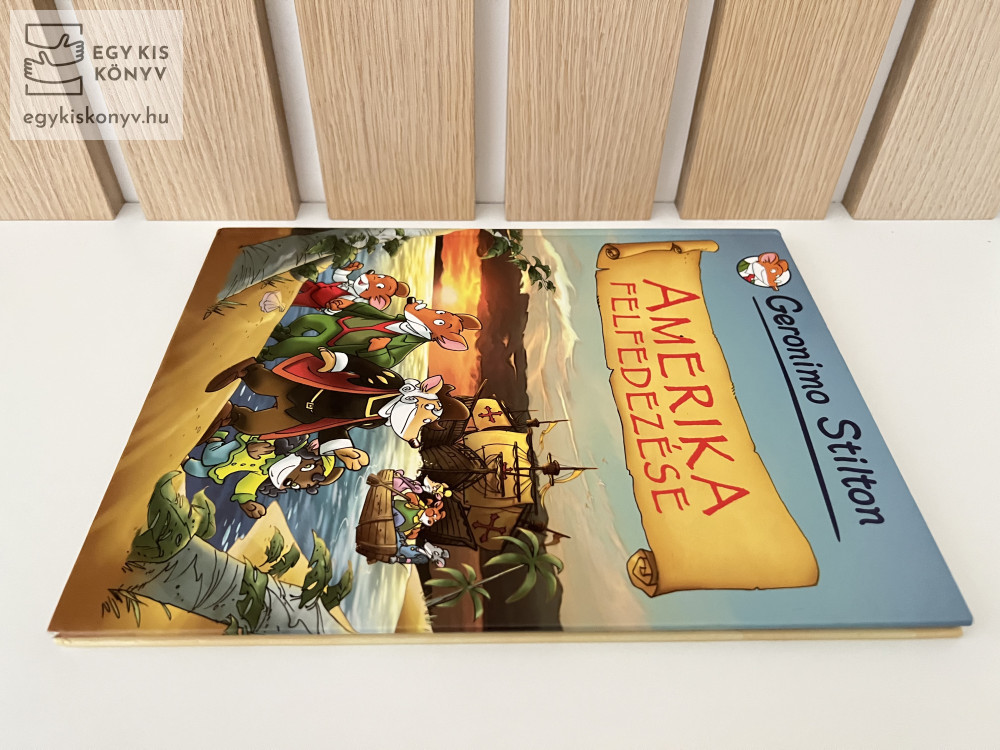 EGY KIS
KÖNYV
egykiskonyv.hu
Geronimo Stilton
AMERIKA
FELFEDEZÉSE